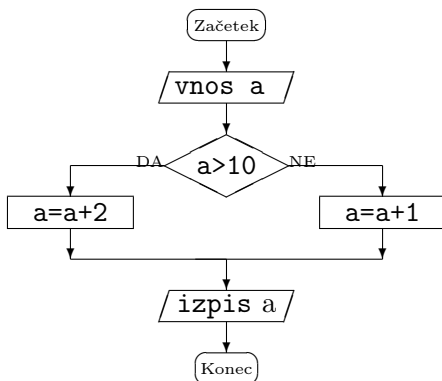 Začetek
vnos a
DA
a>10
NE
a=a+2
a=a+1
izpis a
Konec